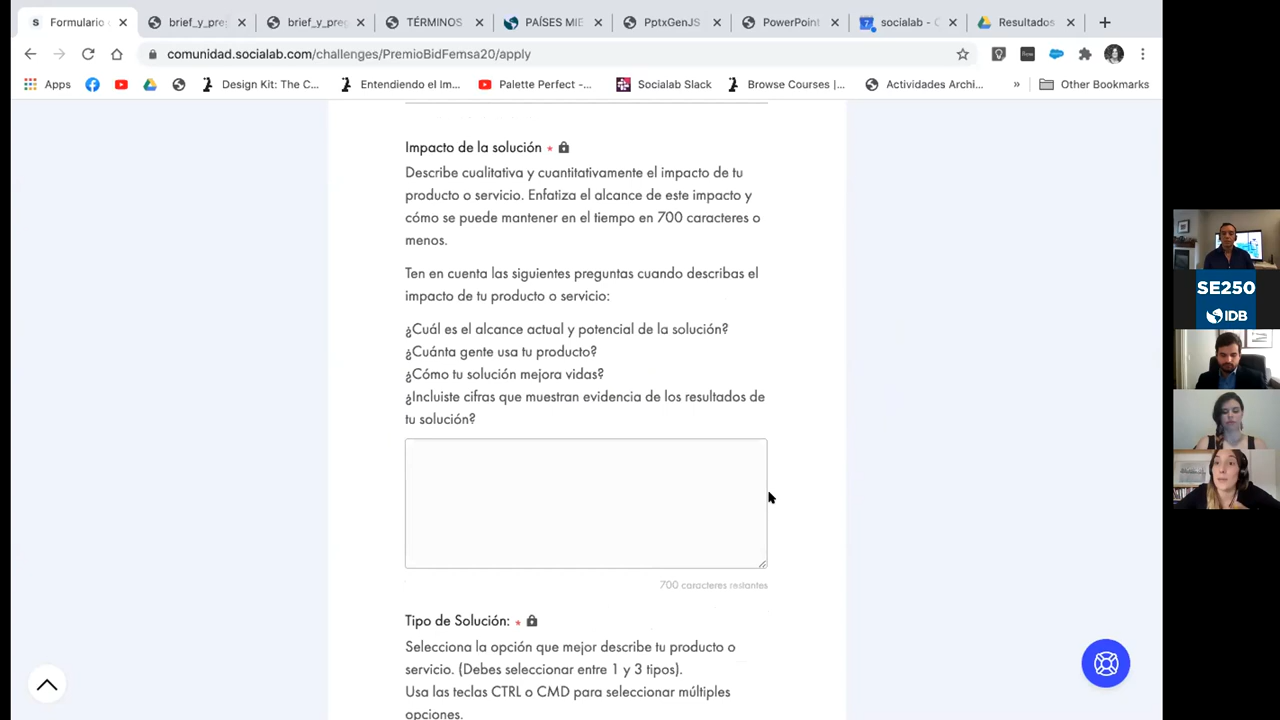 Formulario
brief_y_preg
brief_y_preg
TÉRMINOS
PAÍSES MIE
PptxGenJS
PowerPoint
socialab - C
Resultados
comunidad.socialab.com/challenges/PremioBidFemsa20/apply
Apps
Design Kit: The C...
Entendiendo el Im...
Palette Perfect -...
Socialab Slack
Browse Courses |...
Actividades Archi...
»
Other Bookmarks
Impacto de la solución *
Describe cualitativa y cuantitativamente el impacto de tu
producto o servicio. Enfatiza el alcance de este impacto y
cómo se puede mantener en el tiempo en 700 caracteres o
menos.
Ten en cuenta las siguientes preguntas cuando describas el
impacto de tu producto o servicio:
¿Cuál es el alcance actual y potencial de la solución?
¿Cuánta gente usa tu producto?
¿Cómo tu solución mejora vidas?
¿Incluiste cifras que muestran evidencia de los resultados de
tu solución?
700 caracteres restantes
Tipo de Solución: *
Selecciona la opción que mejor describe tu producto o
servicio. (Debes seleccionar entre 1 y 3 tipos).
Usa las teclas CTRL o CMD para seleccionar múltiples
opciones.
SE250
IDB